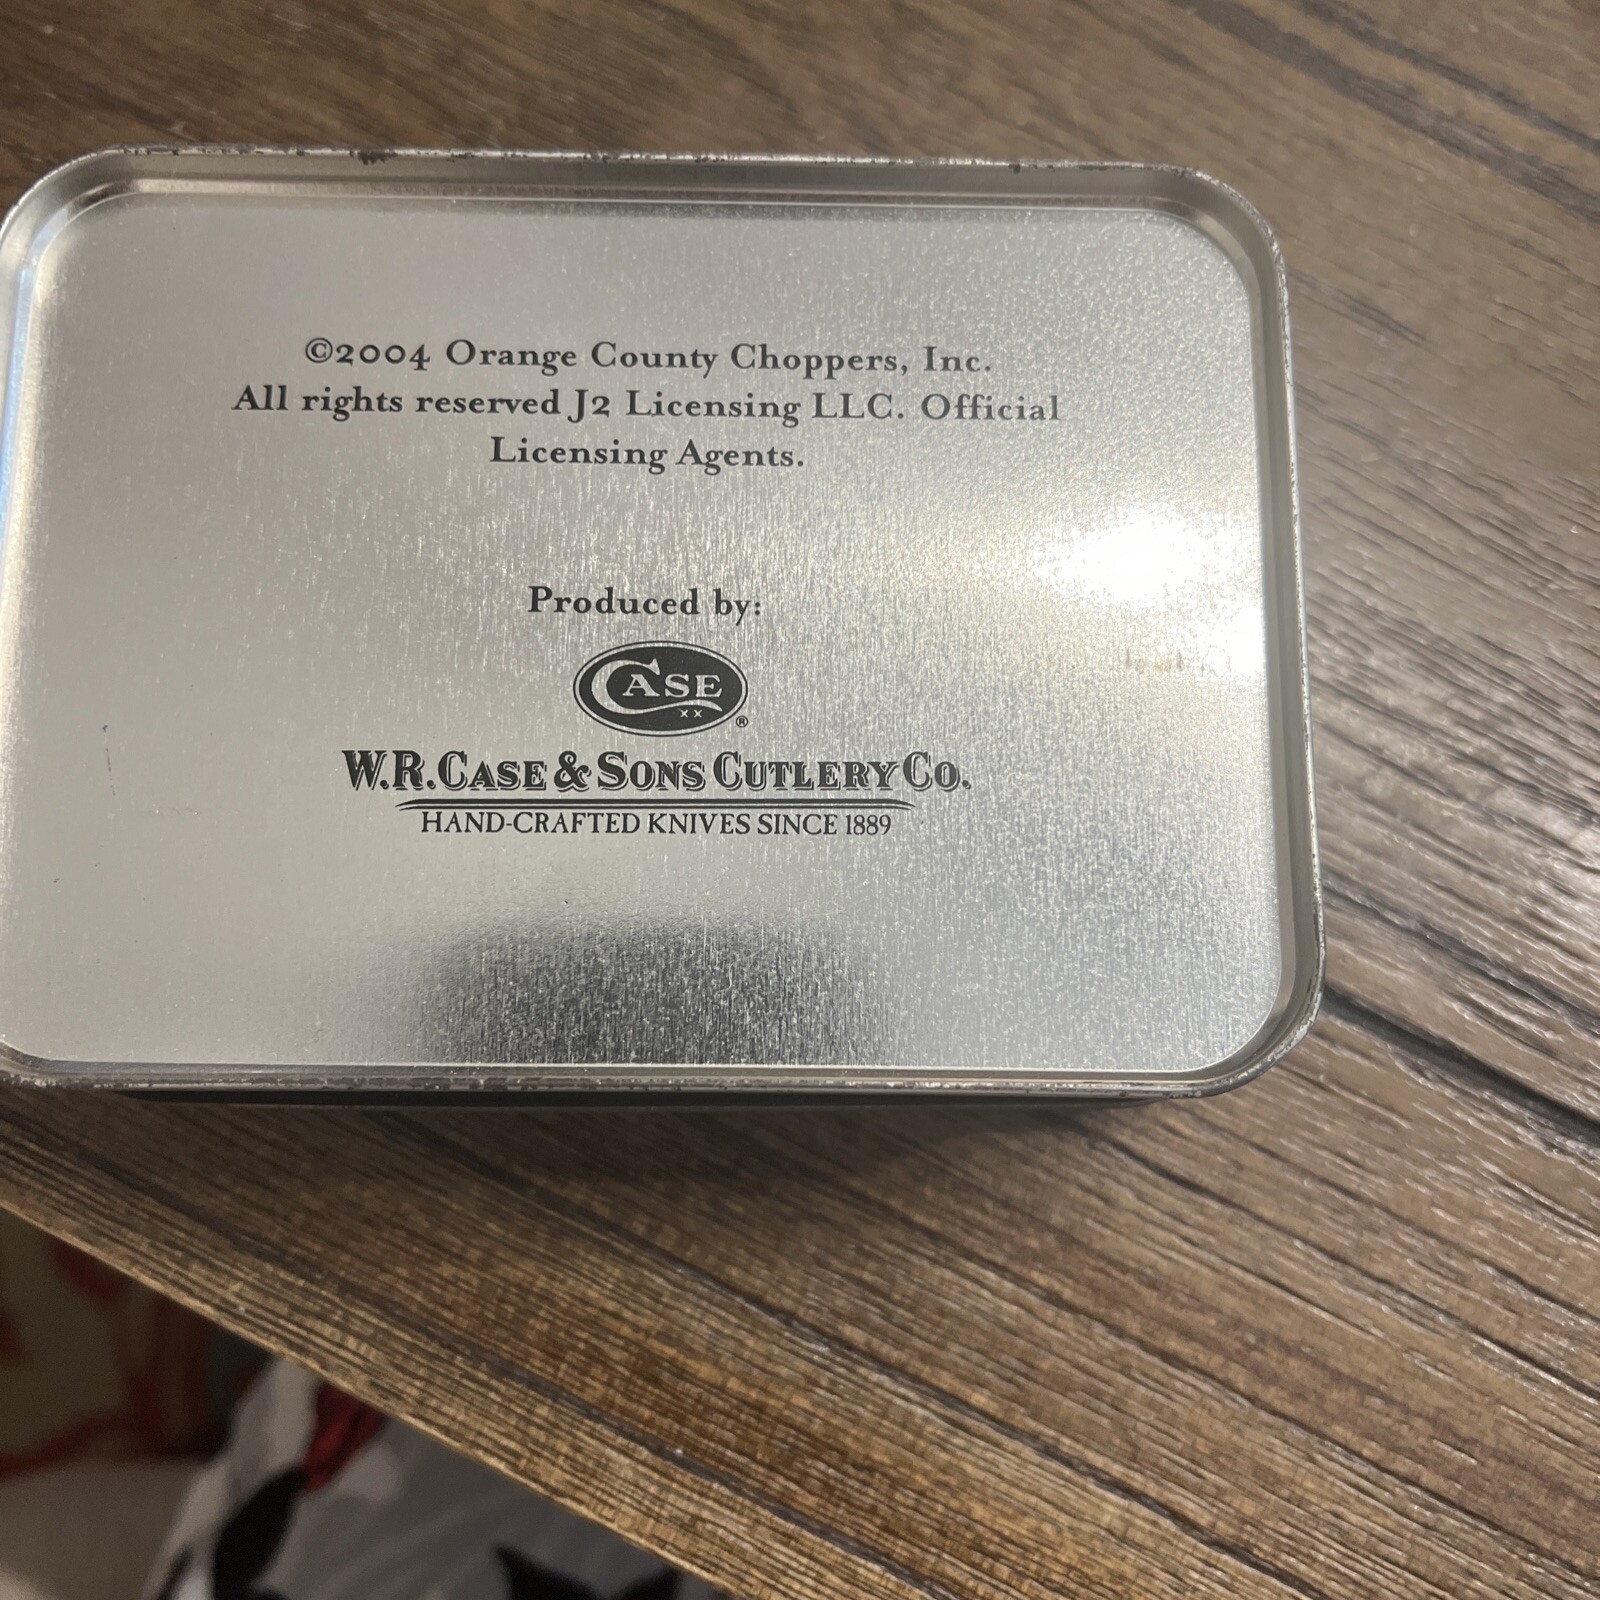 ©2004 Orange County Choppers, Inc.
All rights reserved J2 Licensing LLC. Official
Licensing Agents.
Produced by:
CASE
XX
®
W.R. CASE & SONS CUTLERY CO.
HAND-CRAFTED KNIVES SINCE 1889